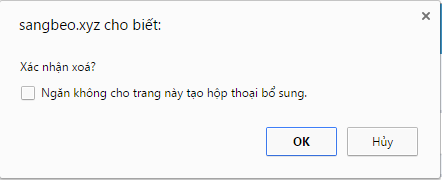 sangbeo.xyz cho biết:
Xác nhận xoá?
Ngăn không cho trang này tạo hộp thoại bổ sung.
OK Hủy